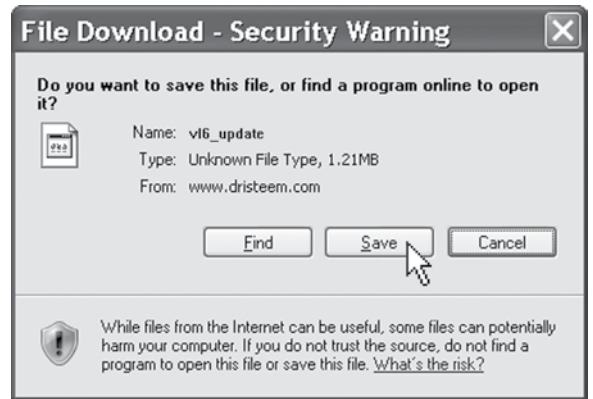 File Download - Security Warning
Do you want to save this file, or find a program online to open
it?
Name: vl6_update
Type: Unknown File Type, 1.21MB
From: www.dristeem.com
Find
Save
Cancel
While files from the Internet can be useful, some files can potentially
harm your computer. If you do not trust the source, do not find a
program to open this file or save this file. What's the risk?